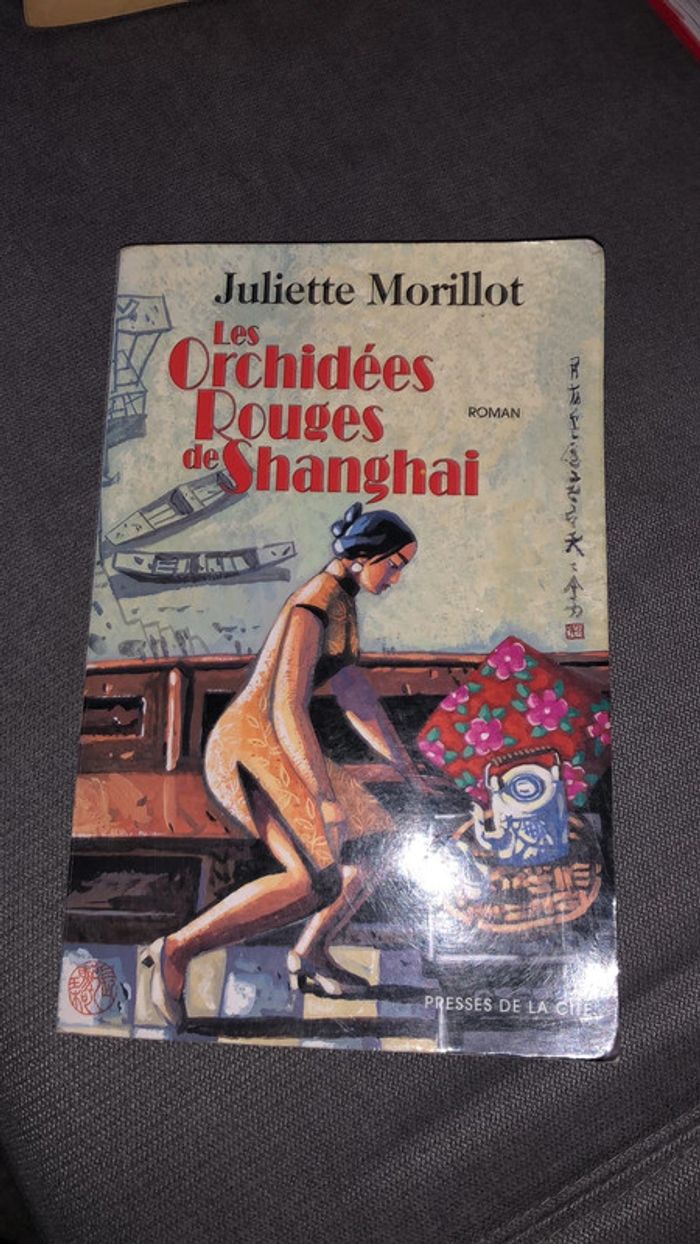 Juliette Morillot
Les
Orchidées
Rouges
de Shanghai
ROMAN
PRESSES DE LA CITÉ